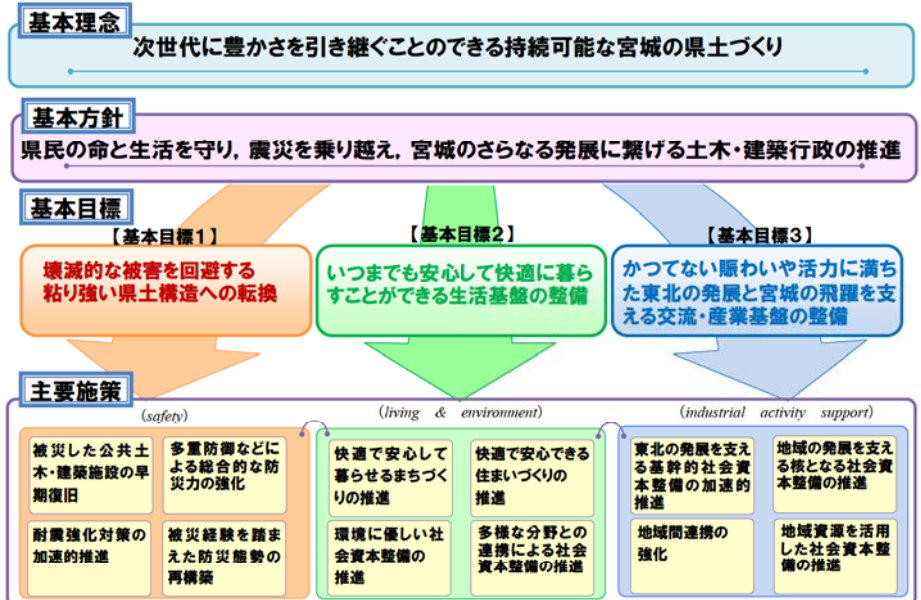 基本理念
次世代に豊かさを引き継ぐことのできる持続可能な宮城の県土づくり
基本方針
県民の命と生活を守り，震災を乗り越え，宮城のさらなる発展に繋げる土木・建築行政の推進
基本目標
【基本目標1】
壊滅的な被害を回避する
粘り強い県土構造への転換
【基本目標2】
いつまでも安心して快適に暮ら
すことができる生活基盤の整備
【基本目標3】
かつてない賑わいや活力に満ち
た東北の発展と宮城の飛躍を支
える交流・産業基盤の整備
主要施策
（safety）
被災した公共土
木・建築施設の早
期復旧
多重防御などに
よる総合的な防
災力の強化
耐震強化対策の
加速的推進
被災経験を踏ま
えた防災態勢の
再構築
（living & environment）
快適で安心して
暮らせるまちづく
りの推進
快適で安心できる
住まいづくりの
推進
環境に優しい社
会資本整備の
推進
多様な分野との
連携による社会
資本整備の推進
（industrial activity support）
東北の発展を支え
る基幹的社会資
本整備の加速的
推進
地域の発展を支え
る核となる社会資
本整備の推進
地域間連携の
強化
地域資源を活用
した社会資本整
備の推進